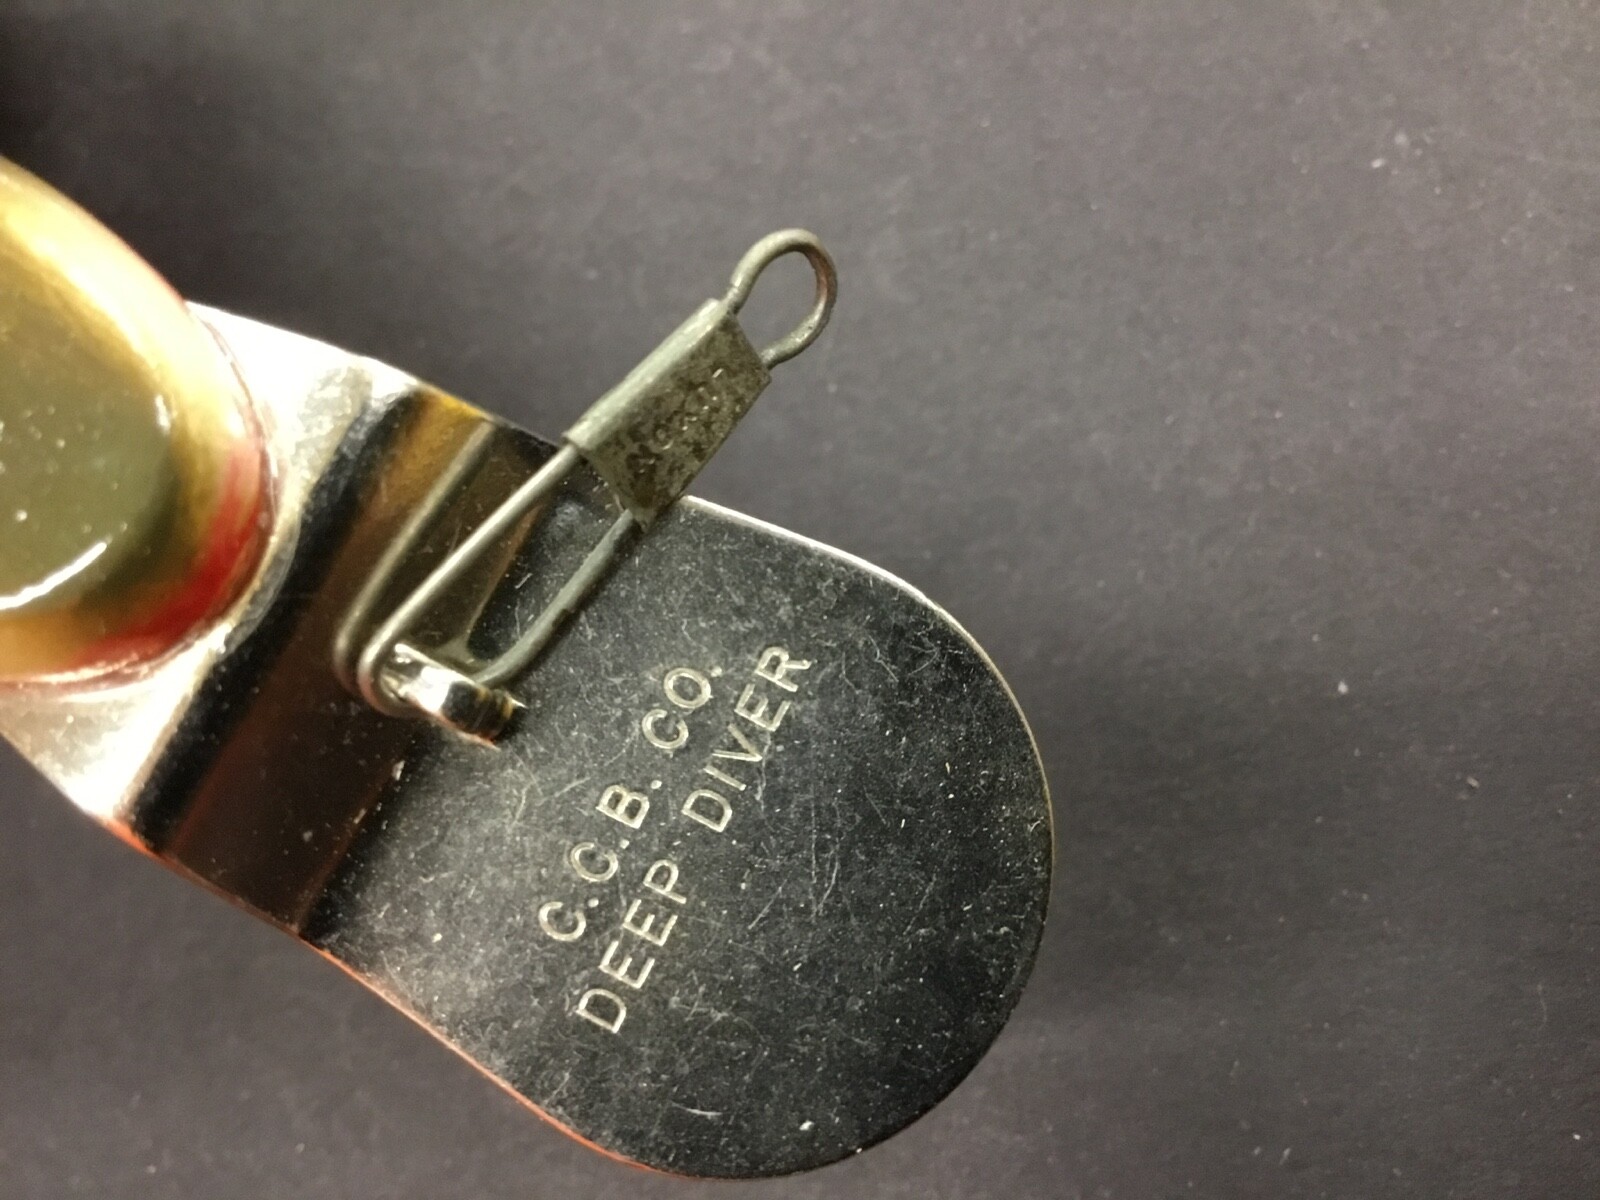 C.C.B. CO.
DEEP DIVER